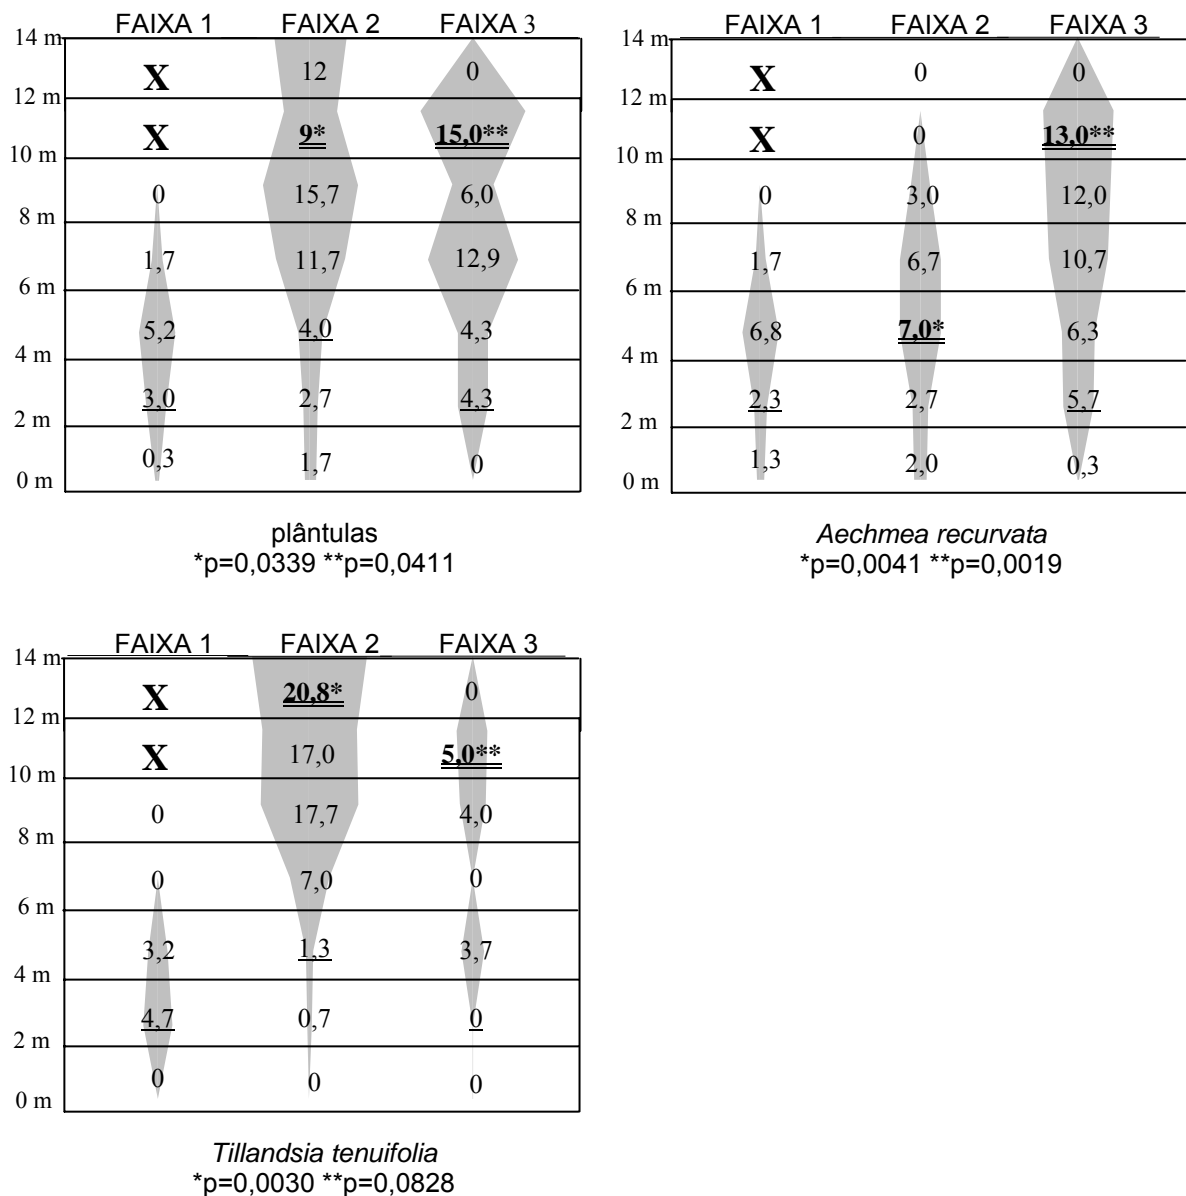 FAIXA 1 FAIXA 2 FAIXA 3
14 m
X 12 0
12 m
X 9* 15,0**
10 m
0 15,7 6,0
8 m
1,7 11,7 12,9
6 m
5,2 4,0 4,3
4 m
3,0 2,7 4,3
2 m
0,3 1,7 0
0 m
plântulas
*p=0,0339 **p=0,0411
FAIXA 1 FAIXA 2 FAIXA 3
14 m
X 0 0
12 m
X 0 13,0**
10 m
0 3,0 12,0
8 m
1,7 6,7 10,7
6 m
6,8 7,0* 6,3
4 m
2,3 2,7 5,7
2 m
1,3 2,0 0,3
0 m
Aechmea recurvata
*p=0,0041 **p=0,0019
FAIXA 1 FAIXA 2 FAIXA 3
14 m
X 20,8* 0
12 m
X 17,0 5,0**
10 m
0 17,7 4,0
8 m
0 7,0 0
6 m
3,2 1,3 3,7
4 m
4,7 0,7 0
2 m
0 0 0
0 m
Tillandsia tenuifolia
*p=0,0030 **p=0,0828